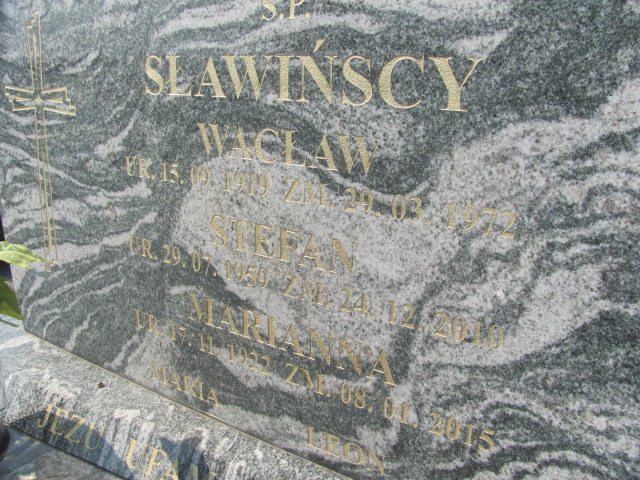 Ś.P.
SŁAWIŃSCY
WACŁAW
UR. 15. 09. 1919 ZM. 29. 03. 1972
STEFAN
UR. 29. 07. 1959 ZM. 24. 12. 2010
MARIANNA
UR. 17. 11. 1922 ZM. 08. 01. 2015
MARIA LEON
JEZU UFAM